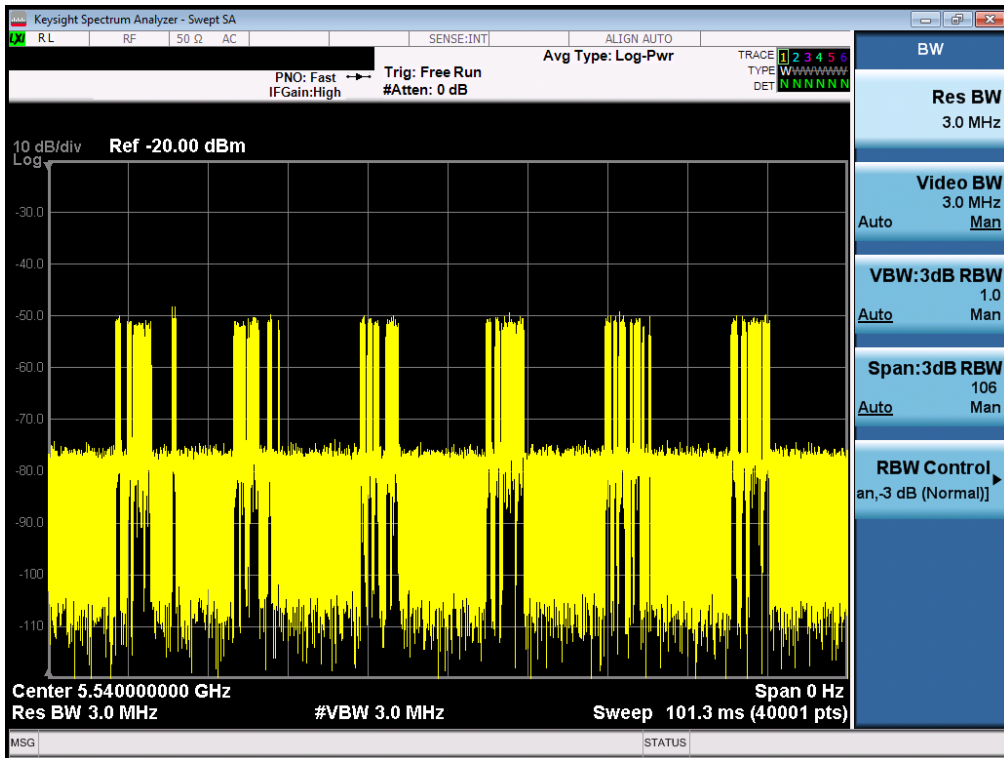 Keysight Spectrum Analyzer - Swept SA
LXI RL RF 50 Ω AC SENSE:INT ALIGN AUTO
PNO: Fast
IFGain:High
Trig: Free Run
#Atten: 0 dB
Avg Type: Log-Pwr
TRACE 1 2 3 4 5 6
TYPE WWWWWW
DET N N N N N N
10 dB/div
Log
Ref -20.00 dBm
-30.0
-40.0
-50.0
-60.0
-70.0
-80.0
-90.0
-100
-110
Center 5.540000000 GHz
Span 0 Hz
Res BW 3.0 MHz
#VBW 3.0 MHz
Sweep 101.3 ms (40001 pts)
MSG
STATUS
BW
Res BW
3.0 MHz
Video BW
3.0 MHz
Auto Man
VBW:3dB RBW
1.0
Auto Man
Span:3dB RBW
106
Auto Man
RBW Control
an,-3 dB (Normal)]